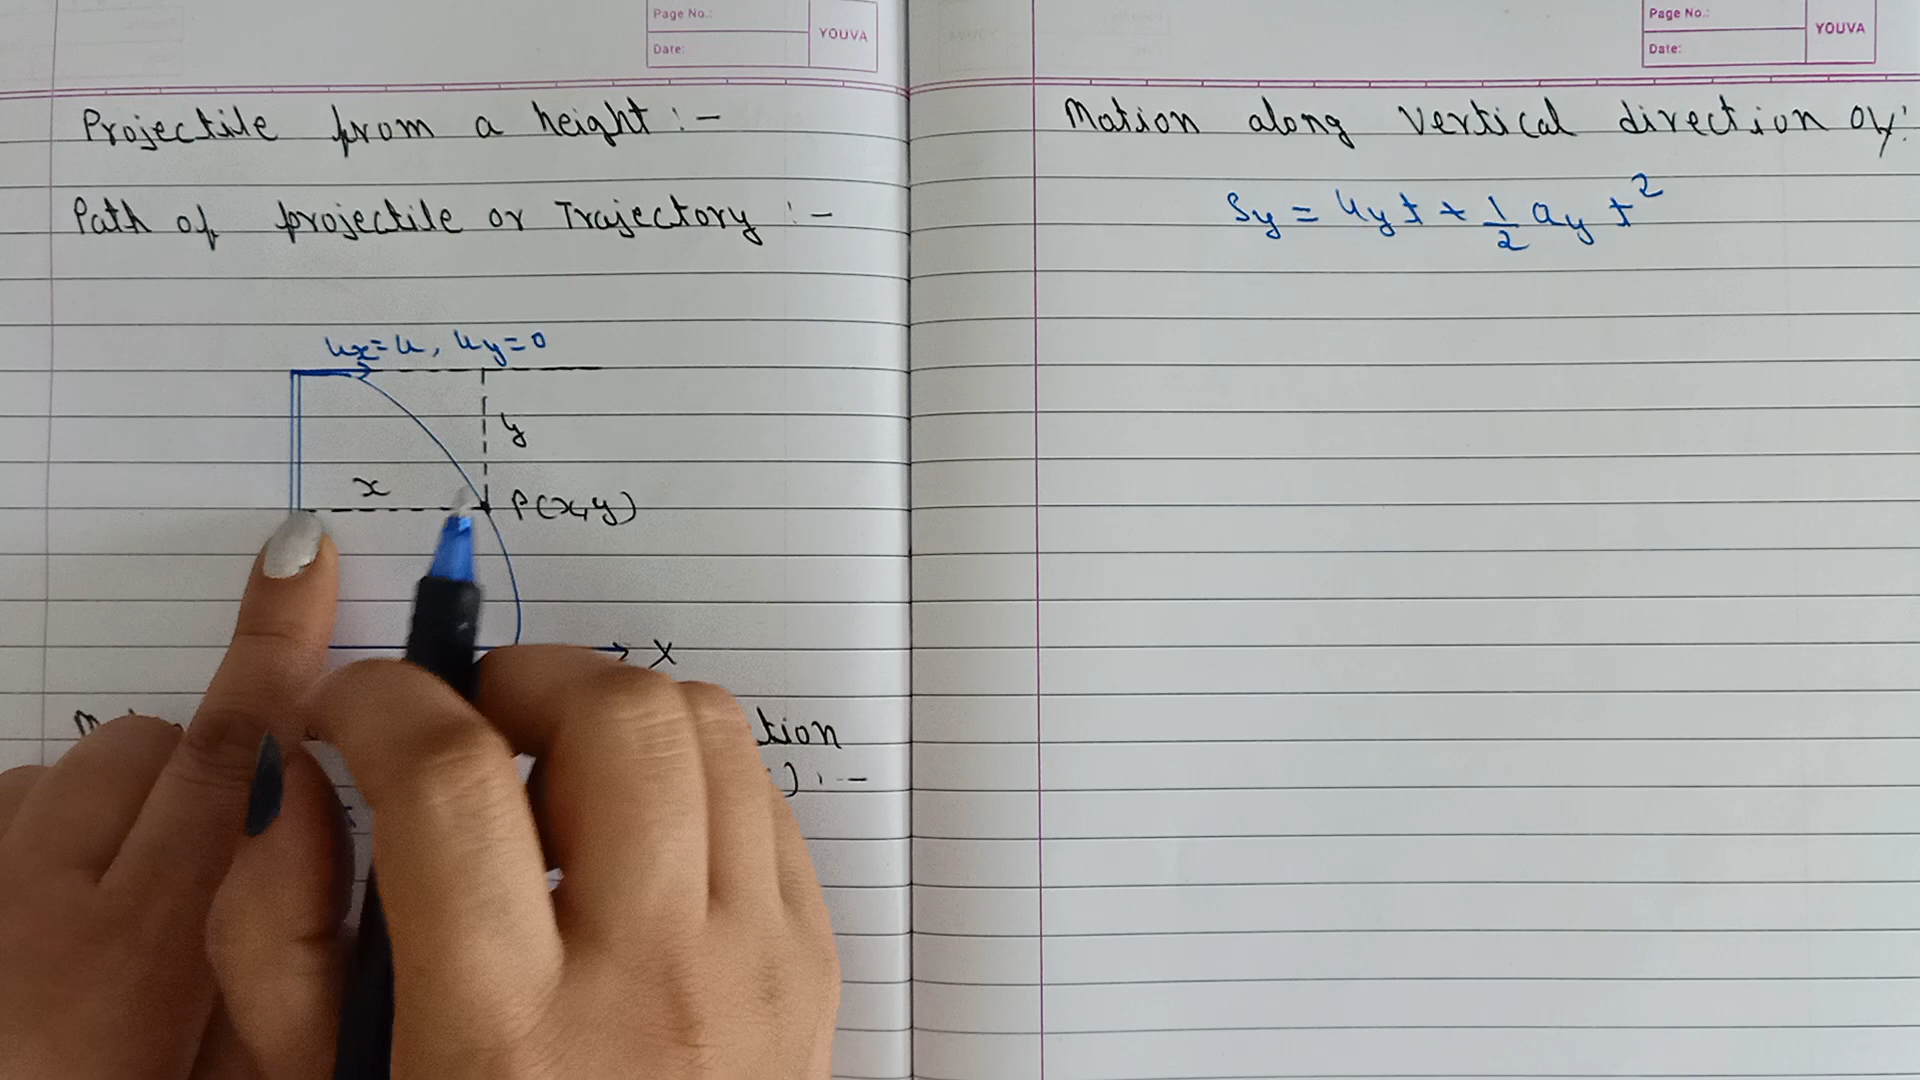 Page No.:
Date:
YOUVA
Projectile from a height :-
Path of projectile or Trajectory :-
ux=u, uy=0
y
x
P(x,y)
X
tion
) :-
Page No.:
Date:
YOUVA
Motion along vertical direction OY:
Sy = uyt + 1/2 ay t²